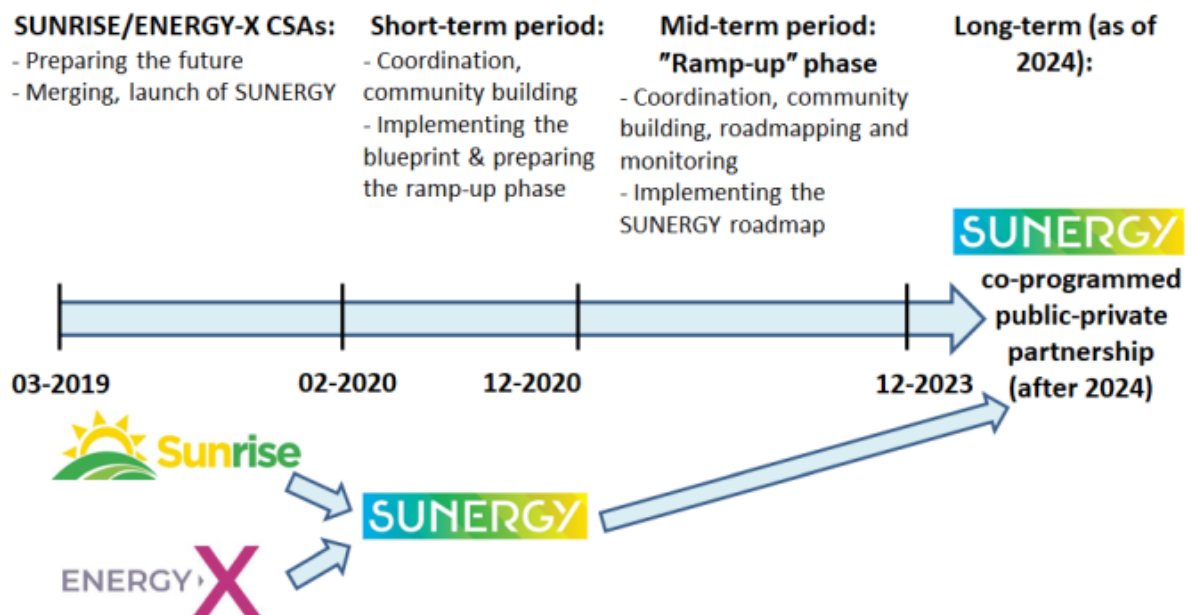 SUNRISE/ENERGY-X CSAs:
- Preparing the future
- Merging, launch of SUNERGY
Short-term period:
- Coordination,
community building
- Implementing the
blueprint & preparing
the ramp-up phase
Mid-term period:
"Ramp-up" phase
- Coordination, community
building, roadmapping and
monitoring
- Implementing the
SUNERGY roadmap
Long-term (as of
2024):
SUNERGY
co-programmed
public-private
partnership
(after 2024)
03-2019
02-2020
12-2020
12-2023
Sunrise
SUNERGY
ENERGY X